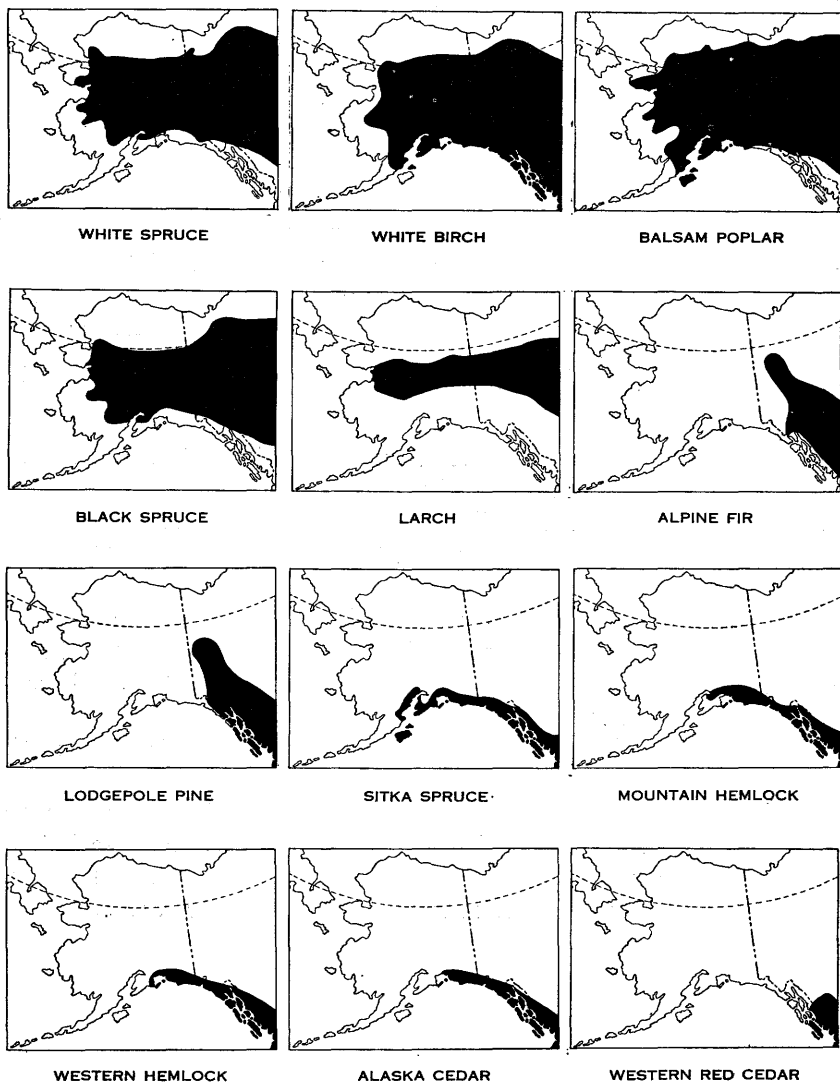 WHITE SPRUCE
WHITE BIRCH
BALSAM POPLAR
BLACK SPRUCE
LARCH
ALPINE FIR
LODGEPOLE PINE
SITKA SPRUCE
MOUNTAIN HEMLOCK
WESTERN HEMLOCK
ALASKA CEDAR
WESTERN RED CEDAR